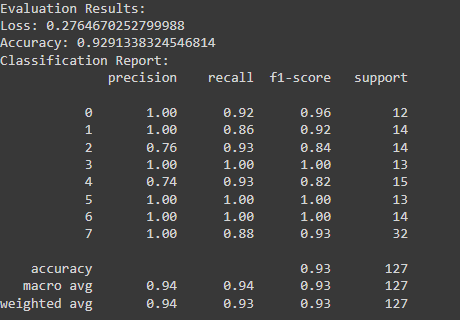 Evaluation Results:
Loss: 0.2764670252799988
Accuracy: 0.9291338324546814
Classification Report:
precision recall f1-score support
0 1.00 0.92 0.96 12
1 1.00 0.86 0.92 14
2 0.76 0.93 0.84 14
3 1.00 1.00 1.00 13
4 0.74 0.93 0.82 15
5 1.00 1.00 1.00 13
6 1.00 1.00 1.00 14
7 1.00 0.88 0.93 32
accuracy 0.93 127
macro avg 0.94 0.94 0.93 127
weighted avg 0.94 0.93 0.93 127